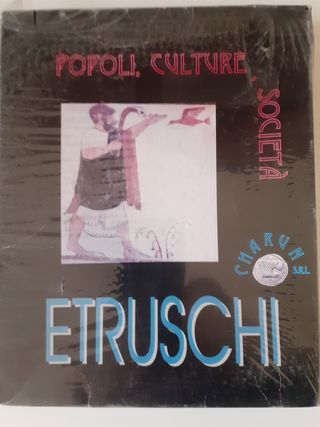 POPOLI, CULTURE, SOCIETÀ
CHARUN
S.R.L.
ETRUSCHI